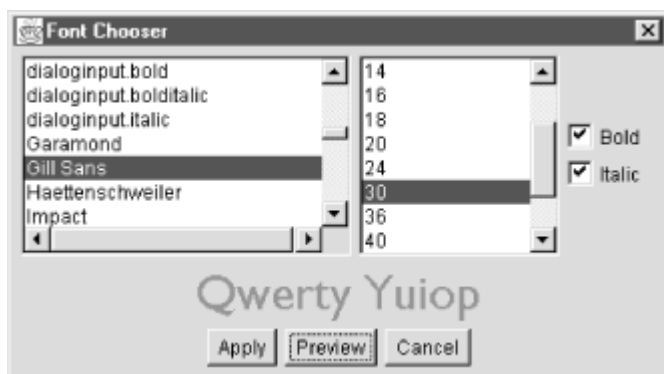 Font Chooser
dialoginput.bold
dialoginput.bolditalic
dialoginput.italic
Garamond
Gill Sans
Haettenschweiler
Impact
14
16
18
20
24
30
36
40
Bold
Italic
Qwerty Yuiop
Apply Preview Cancel